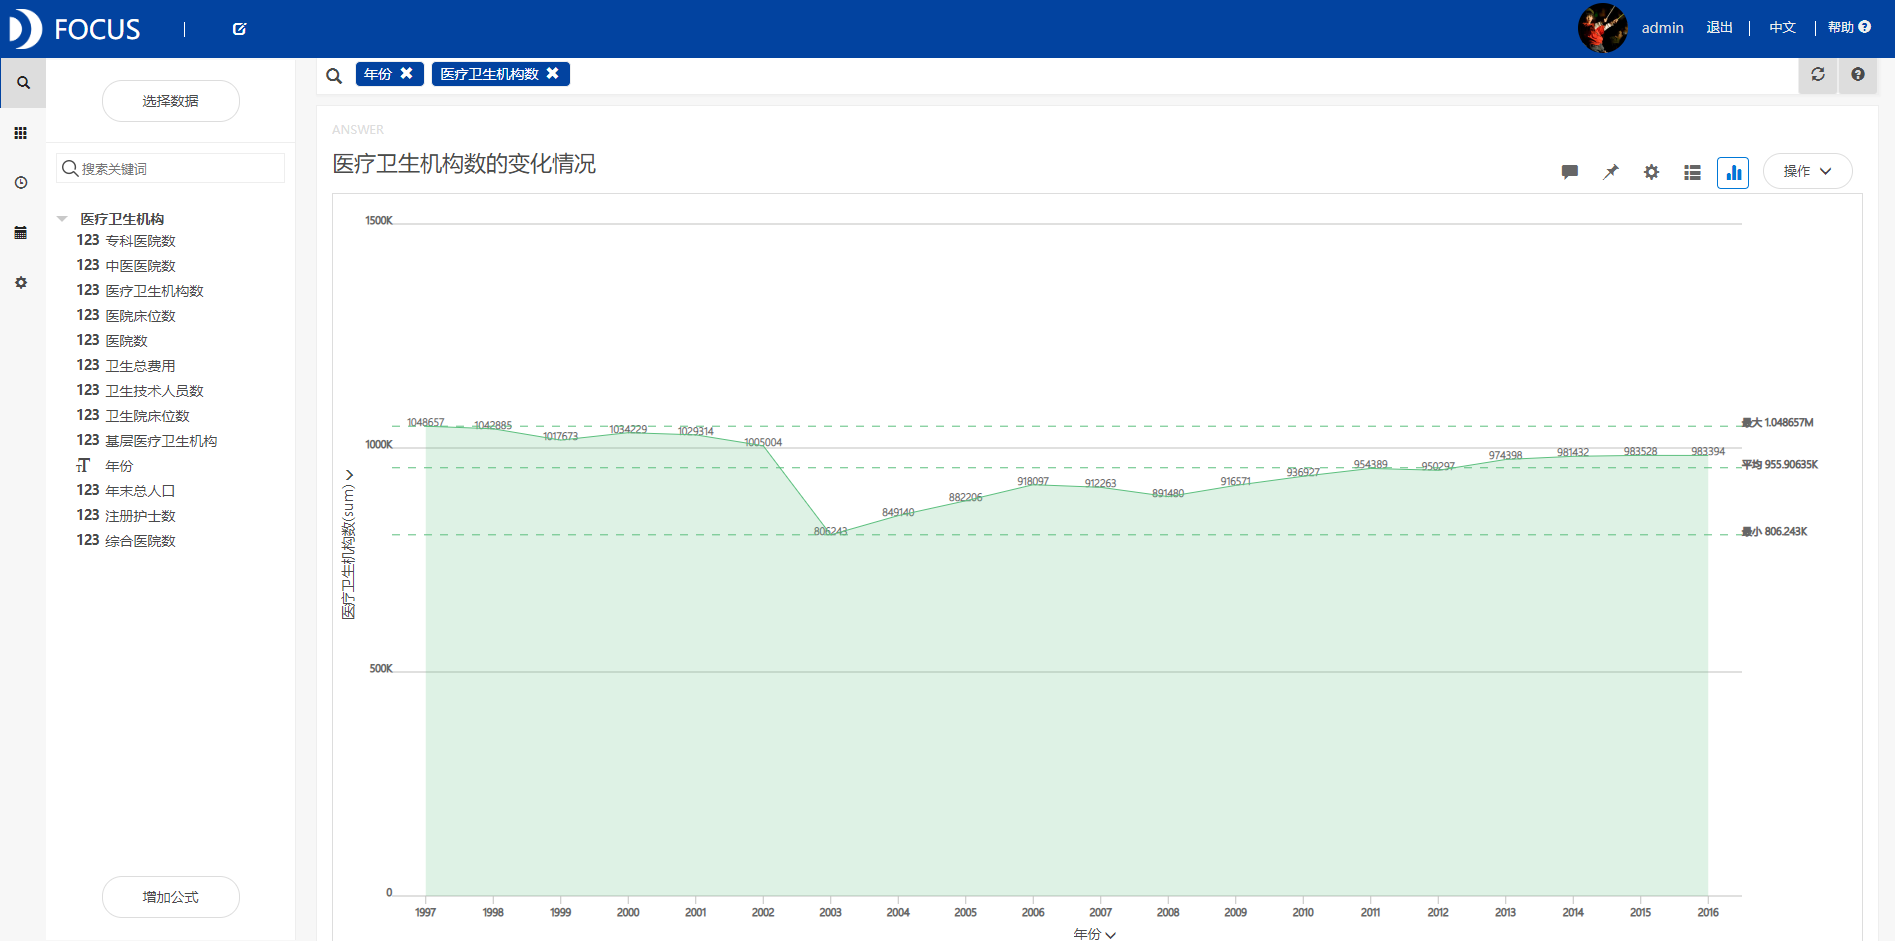 FOCUS
admin 退出 中文 帮助
年份 医疗卫生机构数
选择数据
搜索关键词
医疗卫生机构
123 专科医院数
123 中医医院数
123 医疗卫生机构数
123 医院床位数
123 医院数
123 卫生总费用
123 卫生技术人员数
123 卫生院床位数
123 基层医疗卫生机构
T 年份
123 年末总人口
123 注册护士数
123 综合医院数
增加公式
ANSWER
医疗卫生机构数的变化情况
操作
1500K
1000K
500K
0
医疗卫生机构数(sum)
1048657
1042885
1017673
1034229
1029314
1005004
806243
849140
882206
918097
912263
891480
916571
936927
954389
950297
974398
981432
983528
983394
最大 1.048657M
平均 955.90635K
最小 806.243K
1997 1998 1999 2000 2001 2002 2003 2004 2005 2006 2007 2008 2009 2010 2011 2012 2013 2014 2015 2016
年份